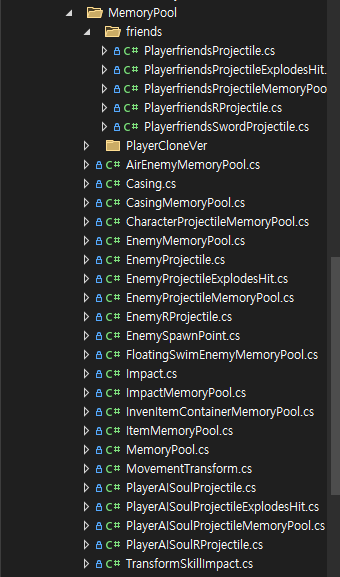 MemoryPool
friends
C# PlayerfriendsProjectile.cs
C# PlayerfriendsProjectileExplodesHit.
C# PlayerfriendsProjectileMemoryPoo
C# PlayerfriendsRProjectile.cs
C# PlayerfriendsSwordProjectile.cs
PlayerCloneVer
C# AirEnemyMemoryPool.cs
C# Casing.cs
C# CasingMemoryPool.cs
C# CharacterProjectileMemoryPool.cs
C# EnemyMemoryPool.cs
C# EnemyProjectile.cs
C# EnemyProjectileExplodesHit.cs
C# EnemyProjectileMemoryPool.cs
C# EnemyRProjectile.cs
C# EnemySpawnPoint.cs
C# FloatingSwimEnemyMemoryPool.cs
C# Impact.cs
C# ImpactMemoryPool.cs
C# InvenItemContainerMemoryPool.cs
C# ItemMemoryPool.cs
C# MemoryPool.cs
C# MovementTransform.cs
C# PlayerAISoulProjectile.cs
C# PlayerAISoulProjectileExplodesHit.cs
C# PlayerAISoulProjectileMemoryPool.cs
C# PlayerAISoulRProjectile.cs
C# TransformSkillImpact.cs